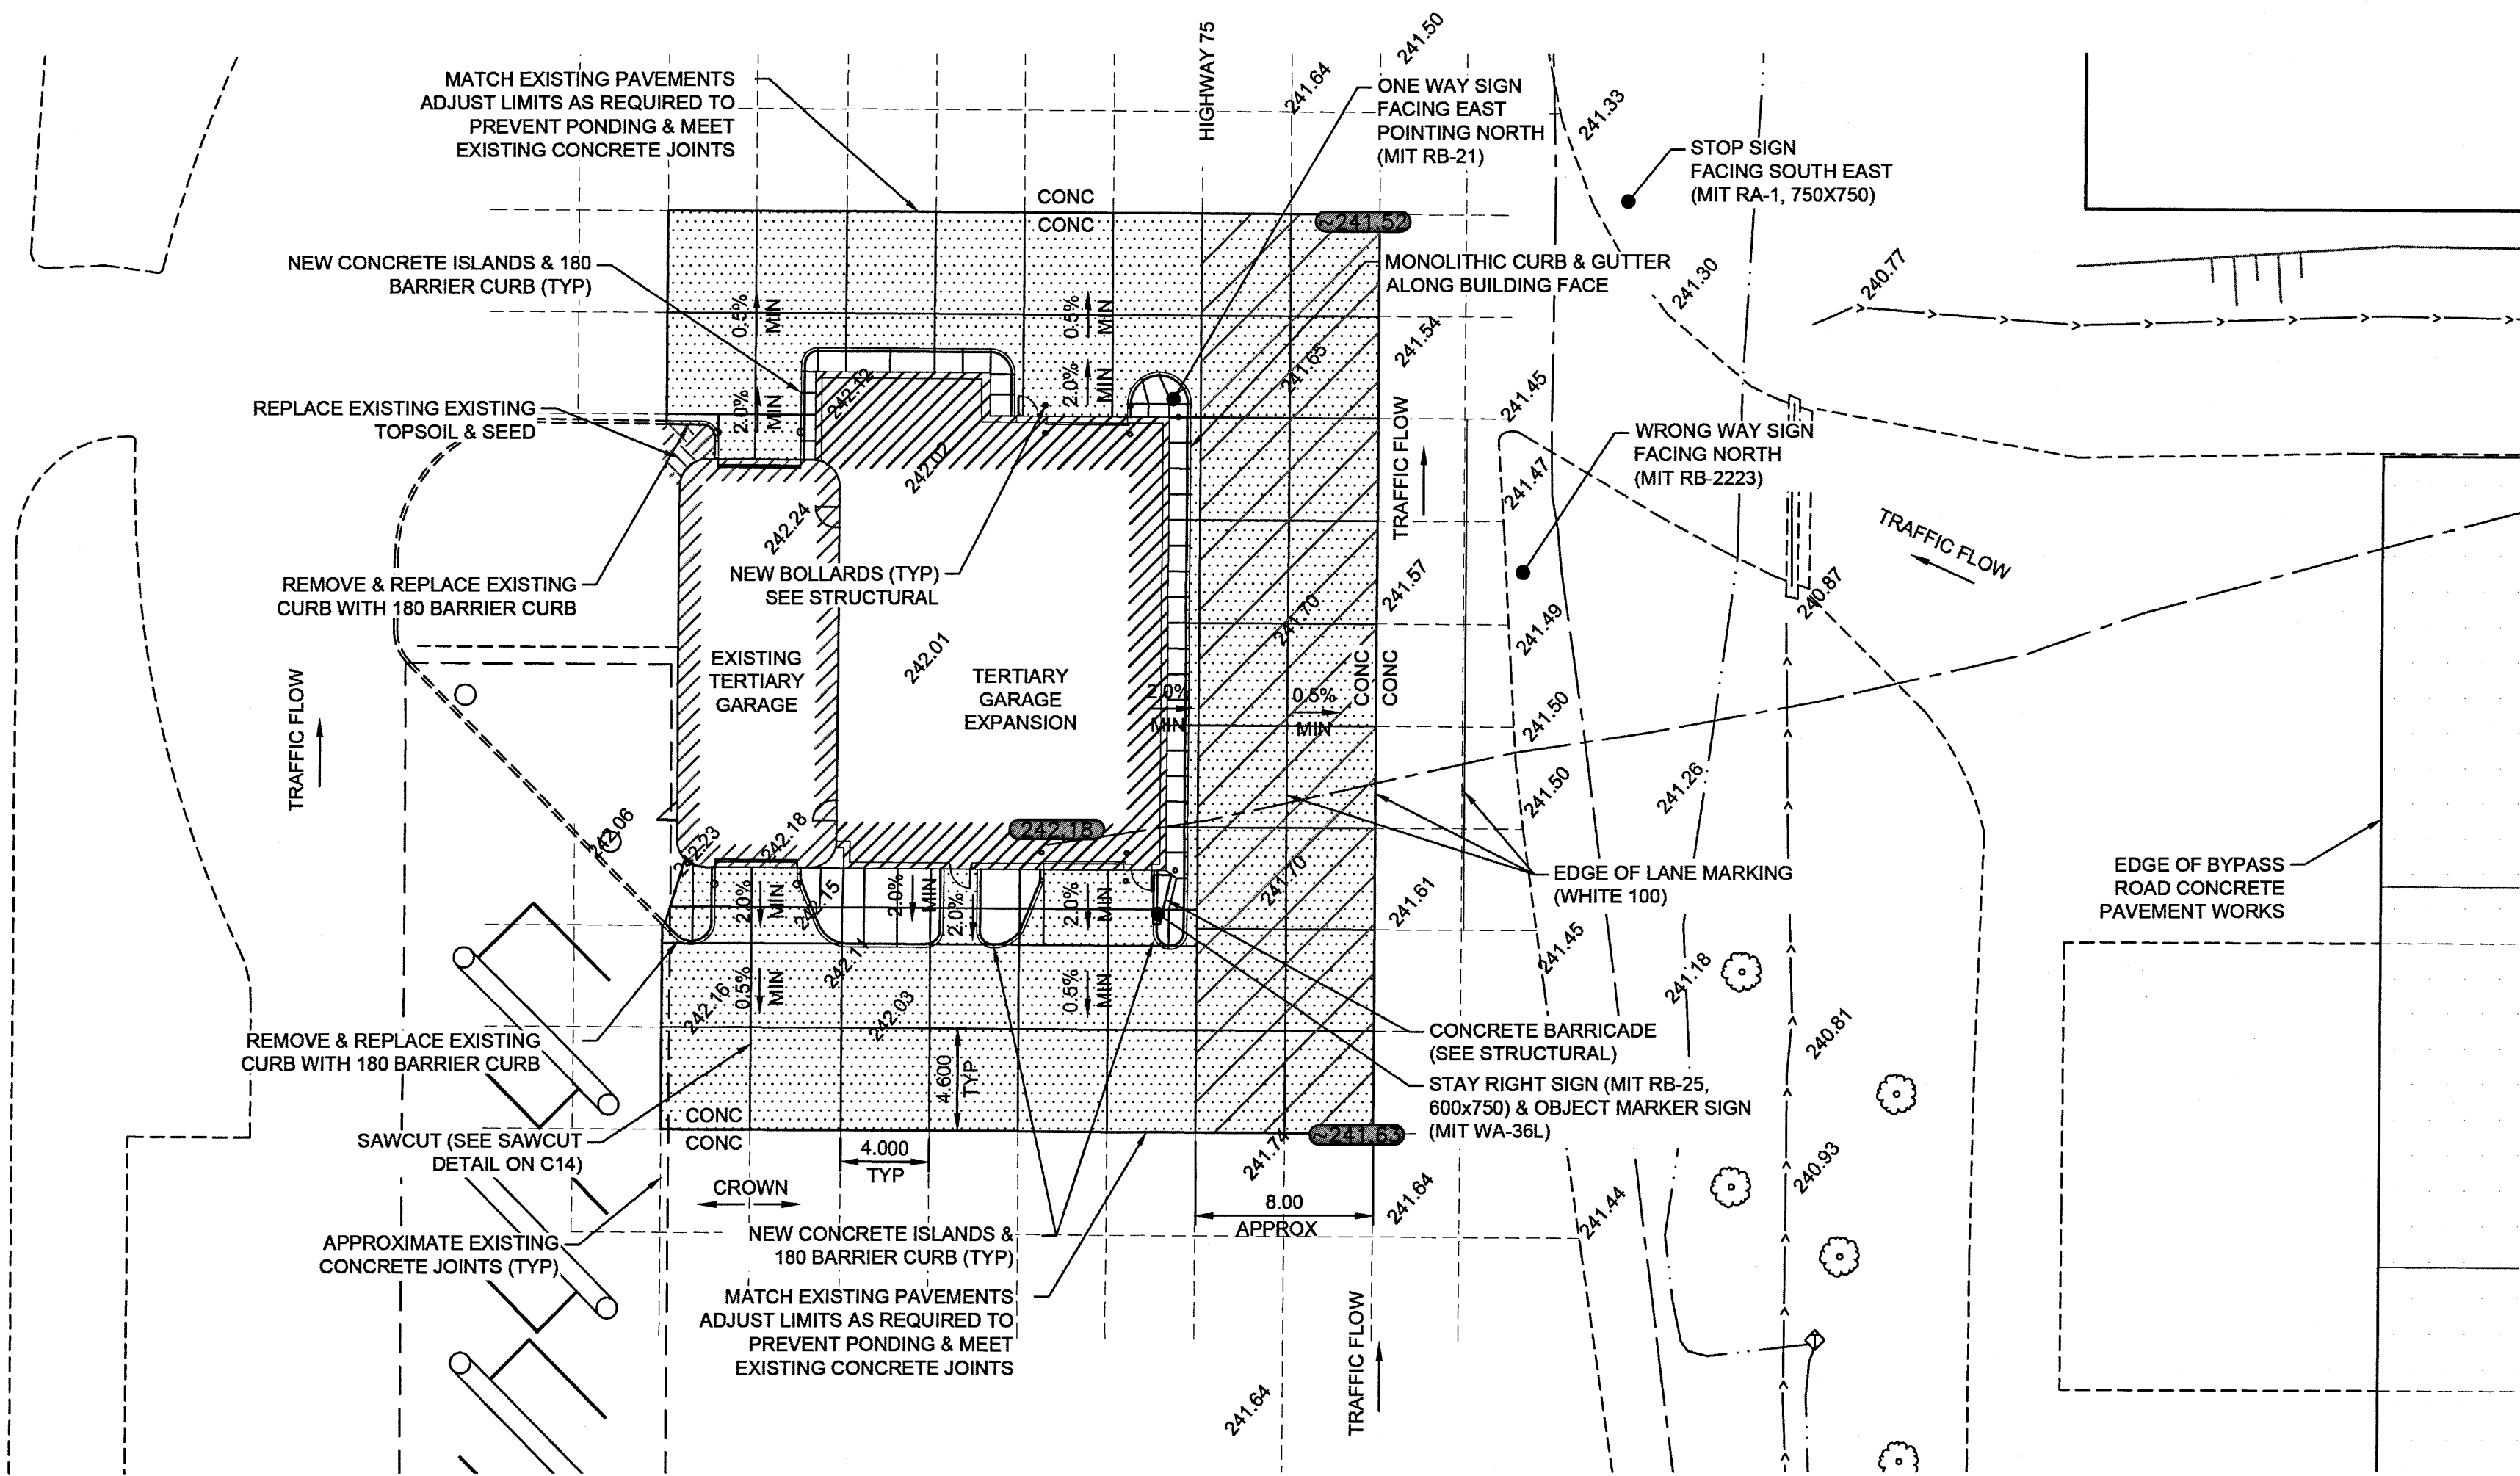 MATCH EXISTING PAVEMENTS
ADJUST LIMITS AS REQUIRED TO
PREVENT PONDING & MEET
EXISTING CONCRETE JOINTS
HIGHWAY 75
241.50
241.64
ONE WAY SIGN
FACING EAST
POINTING NORTH
(MIT RB-21)
241.33
STOP SIGN
FACING SOUTH EAST
(MIT RA-1, 750X750)
CONC
CONC
~241.52
NEW CONCRETE ISLANDS & 180
BARRIER CURB (TYP)
MONOLITHIC CURB & GUTTER
ALONG BUILDING FACE
241.30
240.77
0.5%
MIN
0.5%
MIN
241.54
241.65
2.0%
MIN
2.0%
MIN
242.12
REPLACE EXISTING EXISTING
TOPSOIL & SEED
241.45
WRONG WAY SIGN
FACING NORTH
(MIT RB-2223)
242.02
241.47
TRAFFIC FLOW
TRAFFIC FLOW
242.24
REMOVE & REPLACE EXISTING
CURB WITH 180 BARRIER CURB
NEW BOLLARDS (TYP)
SEE STRUCTURAL
241.57
241.70
240.87
241.49
242.01
EXISTING
TERTIARY
GARAGE
TERTIARY
GARAGE
EXPANSION
2.0%
MIN
0.5%
MIN
CONC
CONC
241.50
TRAFFIC FLOW
241.50
241.26
242.06
242.23
242.18
242.18
EDGE OF LANE MARKING
(WHITE 100)
EDGE OF BYPASS
ROAD CONCRETE
PAVEMENT WORKS
2.0%
MIN
242.15
2.0%
MIN
2.0%
2.0%
MIN
241.70
241.61
241.45
241.18
242.11
242.16
0.5%
MIN
242.03
0.5%
MIN
REMOVE & REPLACE EXISTING
CURB WITH 180 BARRIER CURB
CONCRETE BARRICADE
(SEE STRUCTURAL)
240.81
4.600
TYP
STAY RIGHT SIGN (MIT RB-25,
600x750) & OBJECT MARKER SIGN
(MIT WA-36L)
CONC
CONC
SAWCUT (SEE SAWCUT
DETAIL ON C14)
4.000
TYP
~241.63
241.74
240.93
CROWN
8.00
APPROX
241.64
241.44
APPROXIMATE EXISTING
CONCRETE JOINTS (TYP)
NEW CONCRETE ISLANDS &
180 BARRIER CURB (TYP)
MATCH EXISTING PAVEMENTS
ADJUST LIMITS AS REQUIRED TO
PREVENT PONDING & MEET
EXISTING CONCRETE JOINTS
TRAFFIC FLOW
241.64